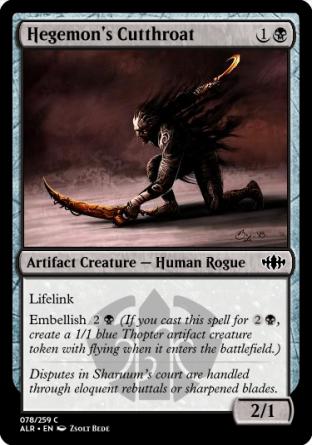 Hegemon's Cutthroat 1
Artifact Creature — Human Rogue
Lifelink
Embellish 2 (If you cast this spell for 2 ,
create a 1/1 blue Thopter artifact creature
token with flying when it enters the battlefield.)
Disputes in Sharuum's court are handled
through eloquent rebuttals or sharpened blades.
2/1
078/259 C
ALR • EN Zsolt Bede